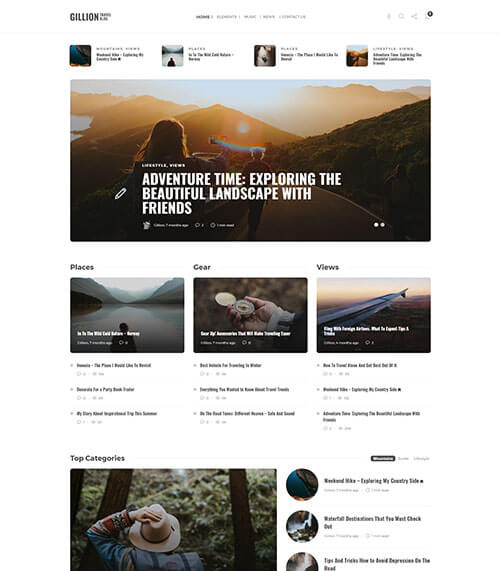 GILLION TRAVEL BLOG
HOME ELEMENTS MUSIC NEWS CONTACT US
0
MOUNTAINS, VIEWS
Weekend Hike – Exploring My
Country Side
PLACES
In To The Wild Cold Nature –
Norway
PLACES
Venezia – The Place I Would Like To
Revisit
LIFESTYLE, VIEWS
Adventure Time: Exploring The
Beautiful Landscape With Friends
LIFESTYLE, VIEWS
ADVENTURE TIME: EXPLORING THE
BEAUTIFUL LANDSCAPE WITH
FRIENDS
Gillion, 7 months ago 2 1 min read
Places
In To The Wild Cold Nature – Norway
Gillion, 7 months ago 0
Venezia – The Place I Would Like To Revisit
Dancoria For a Party Book Trailer
My Story About Inspirational Trip This Summer
Gear
Gear Up! Accessories That Will Make Traveling Easier
Gillion, 7 months ago 0
Best Vehicle For Traveling In Winter
Everything You Wanted to Know About Travel Trends
On The Road Tunes: Different Heaven – Safe And Sound
Views
Fling With Foreign Airlines. What To Expect Tips &
Tricks
Gillion, 4 months ago 2
How To Travel Alone And Get Best Out Of It
Weekend Hike – Exploring My Country Side
Adventure Time: Exploring The Beautiful Landscape With
Friends
Top Categories
Mountains Guide Lifestyle
Weekend Hike – Exploring My Country Side
Gillion, 7 months ago 1 min read
Waterfall Destinations That You Must Check
Out
Gillion, 7 months ago 1 min read
Tips And Tricks How to Avoid Depression On The
Road